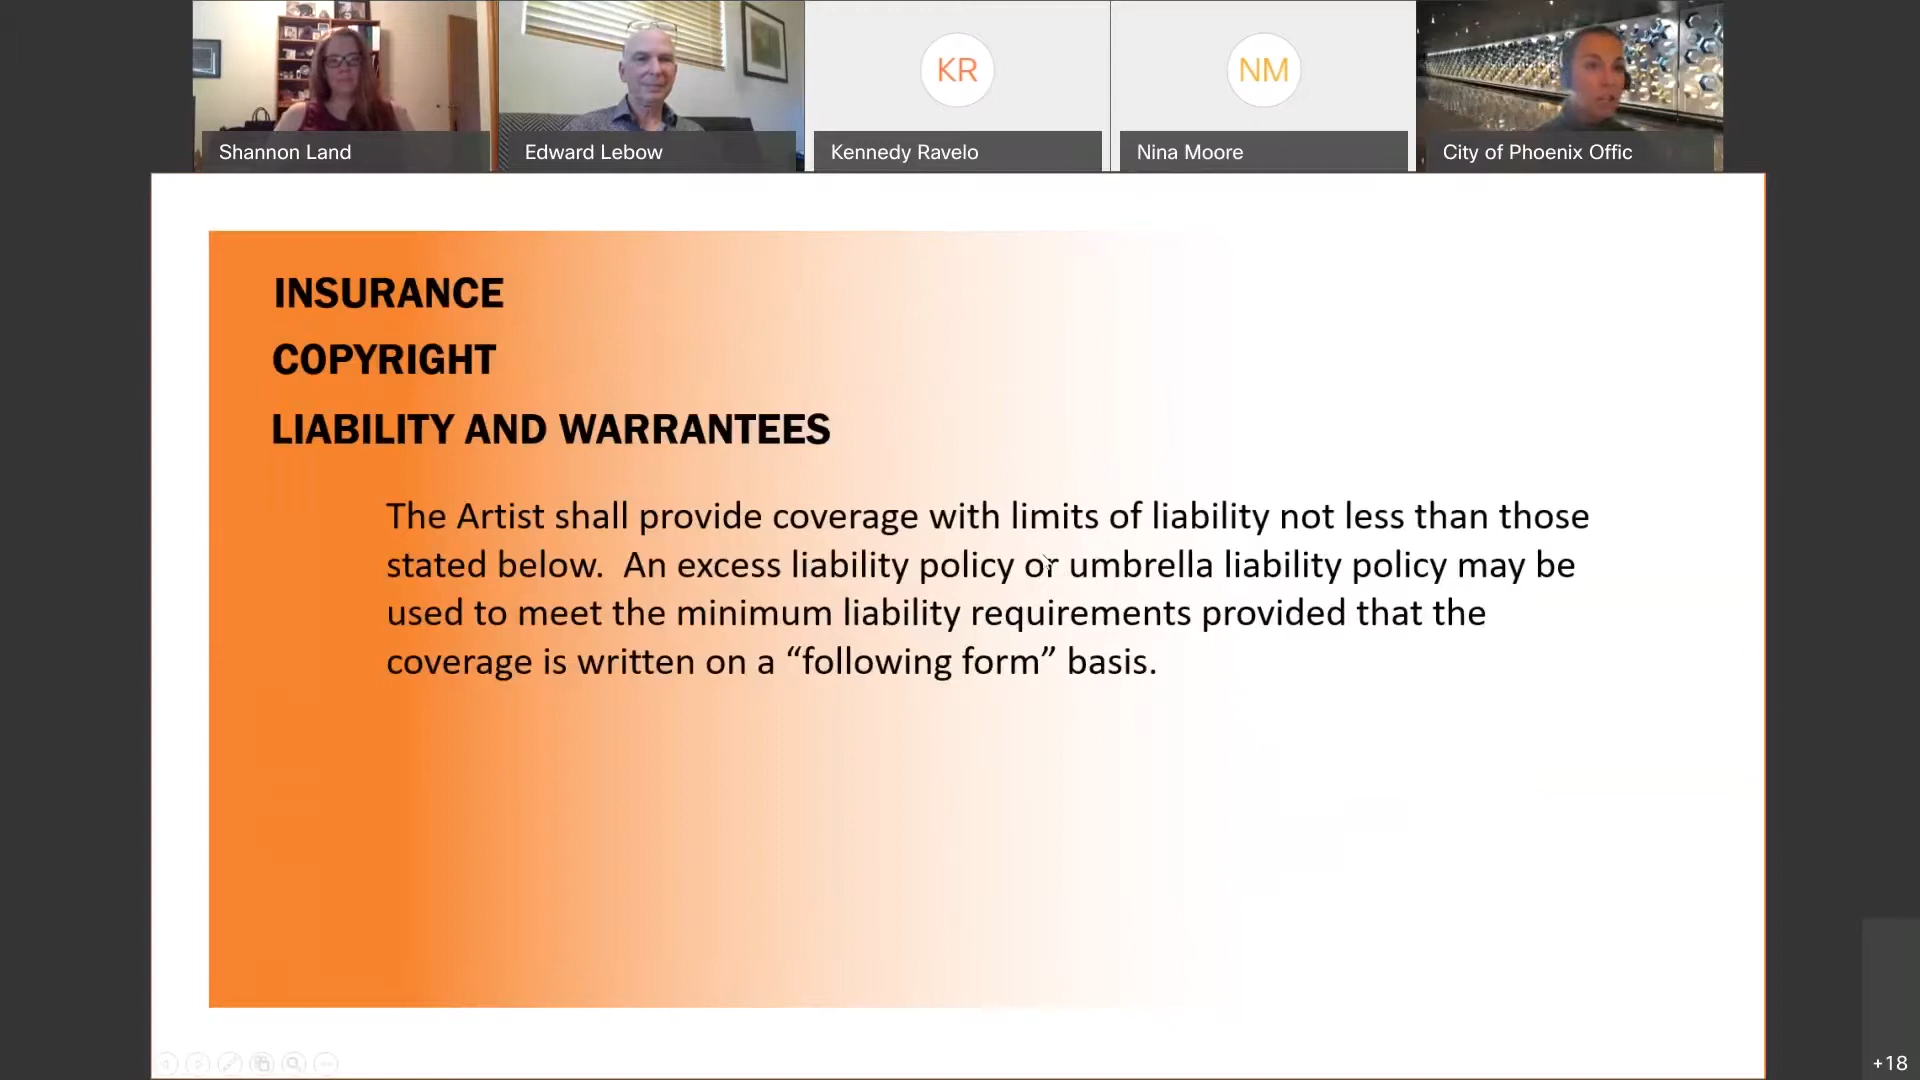 KR
NM
Shannon Land
Edward Lebow
Kennedy Ravelo
Nina Moore
City of Phoenix Offic
INSURANCE
COPYRIGHT
LIABILITY AND WARRANTEES
The Artist shall provide coverage with limits of liability not less than those
stated below.  An excess liability policy or umbrella liability policy may be
used to meet the minimum liability requirements provided that the
coverage is written on a “following form” basis.
+18